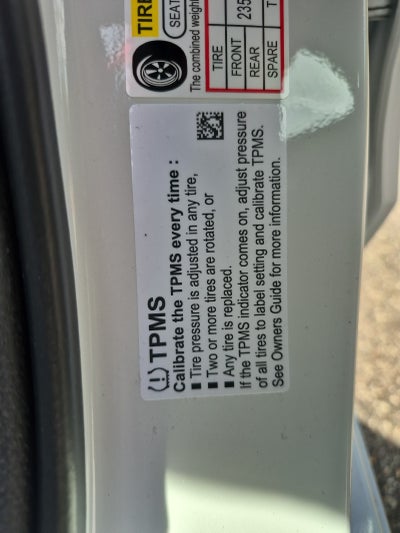 TIRE
SEAT
The combined weight
TIRE
FRONT 235
REAR
SPARE T
(!) TPMS
Calibrate the TPMS every time :
■ Tire pressure is adjusted in any tire,
■ Two or more tires are rotated, or
■ Any tire is replaced.
If the TPMS indicator comes on, adjust pressure
of all tires to label setting and calibrate TPMS.
See Owners Guide for more information.